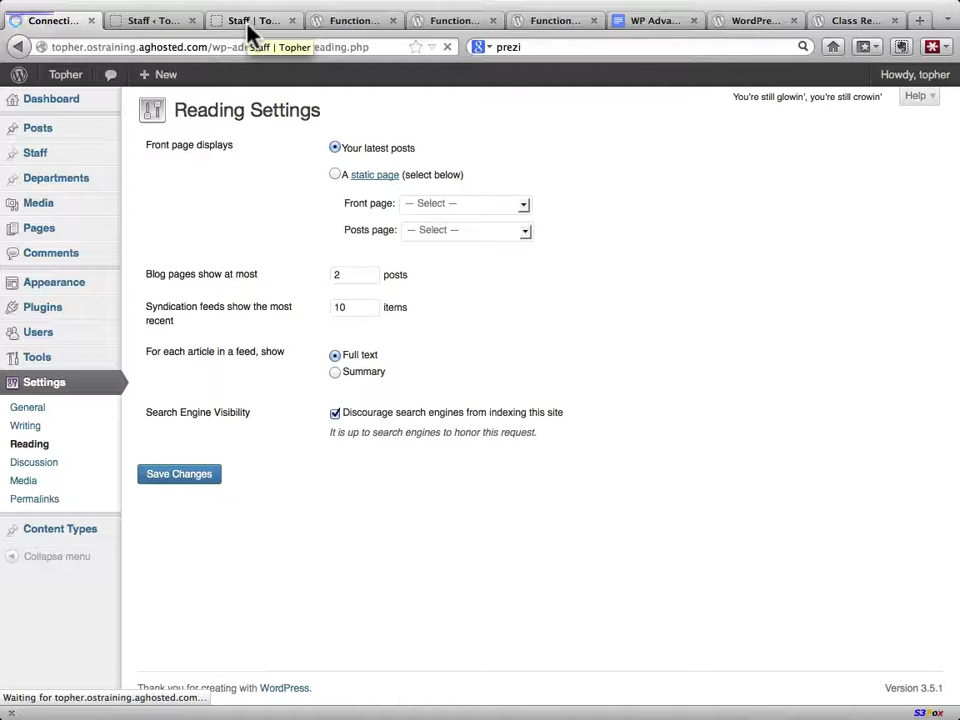 Connecti...
Staff ‹ To...
Staff | To...
Function...
Function...
Function...
WP Adva...
WordPre...
Class Re...
topher.ostraining.aghosted.com/wp-ad
Staff | Topher
eading.php
prezi
Topher
New
Howdy, topher
Dashboard
Posts
Staff
Departments
Media
Pages
Comments
Appearance
Plugins
Users
Tools
Settings
General
Writing
Reading
Discussion
Media
Permalinks
Content Types
Collapse menu
You're still glowin', you're still crowin'
Help
Reading Settings
Front page displays
Your latest posts
A static page (select below)
Front page: — Select —
Posts page: — Select —
Blog pages show at most 2 posts
Syndication feeds show the most
recent
10 items
For each article in a feed, show
Full text
Summary
Search Engine Visibility
Discourage search engines from indexing this site
It is up to search engines to honor this request.
Save Changes
Thank you for creating with WordPress.
Version 3.5.1
Waiting for topher.ostraining.aghosted.com...
S3Fox